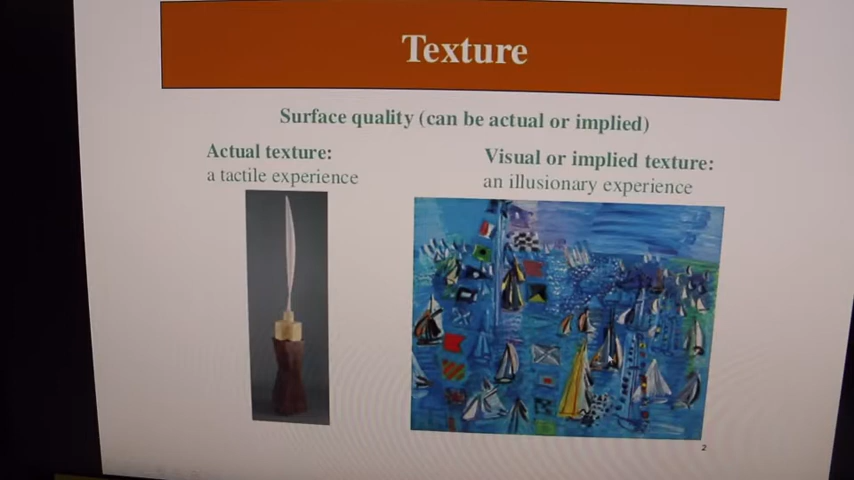 Texture
Surface quality (can be actual or implied)
Actual texture:
a tactile experience
Visual or implied texture:
an illusionary experience
2